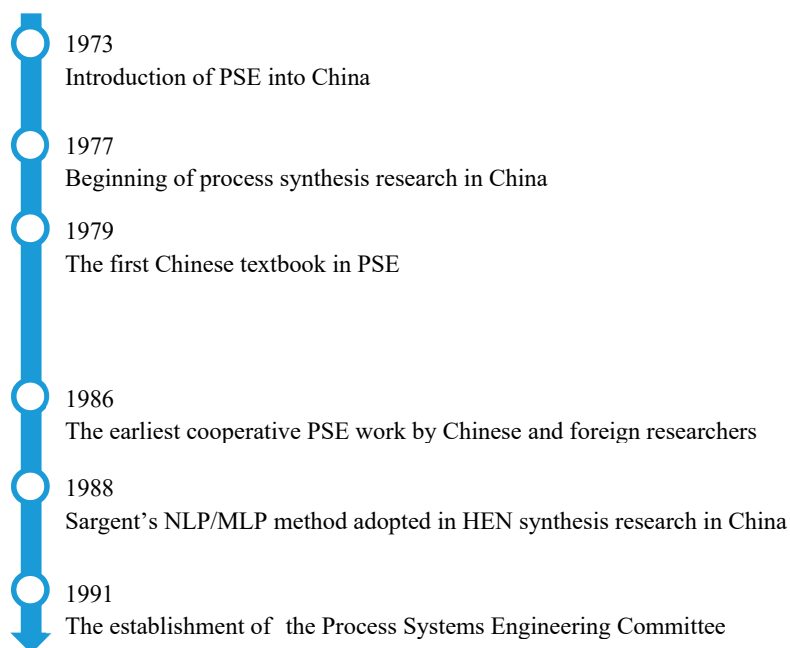 1973
Introduction of PSE into China
1977
Beginning of process synthesis research in China
1979
The first Chinese textbook in PSE
1986
The earliest cooperative PSE work by Chinese and foreign researchers
1988
Sargent’s NLP/MLP method adopted in HEN synthesis research in China
1991
The establishment of  the Process Systems Engineering Committee